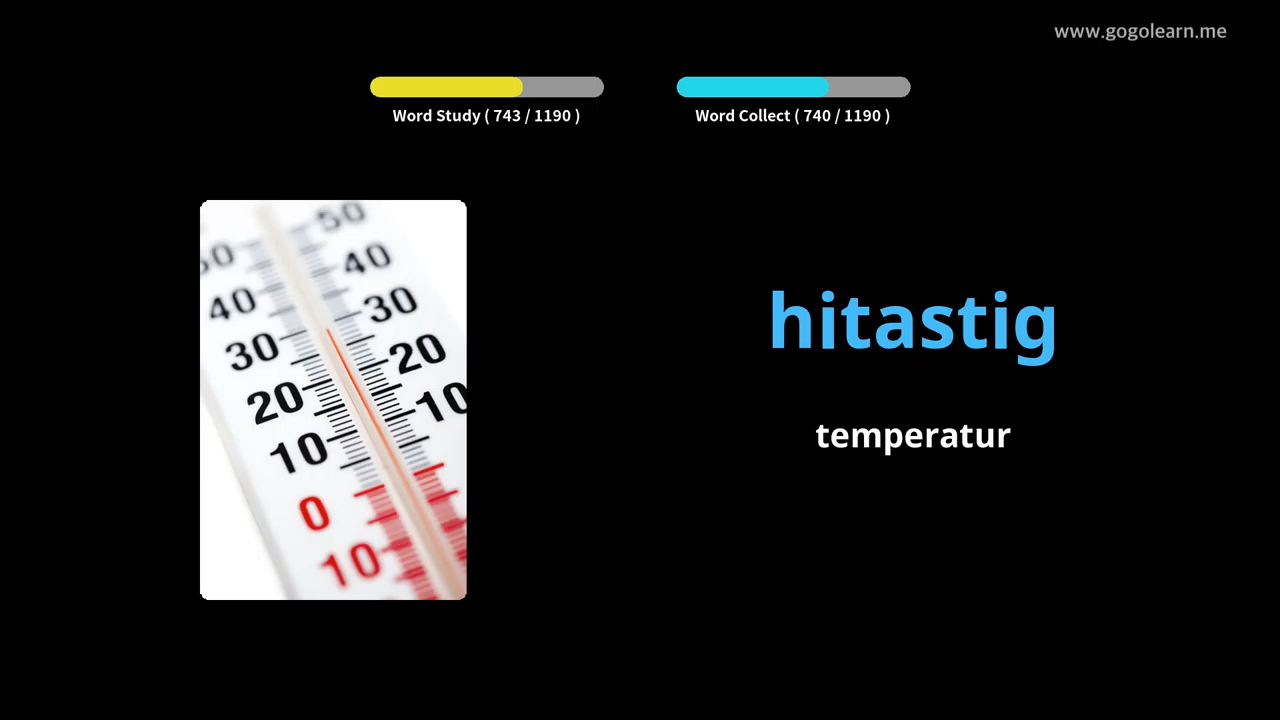 www.gogolearn.me
Word Study ( 743 / 1190 )
Word Collect ( 740 / 1190 )
hitastig
temperatur
50
50
40
40
30
30
20
20
10
10
0
10